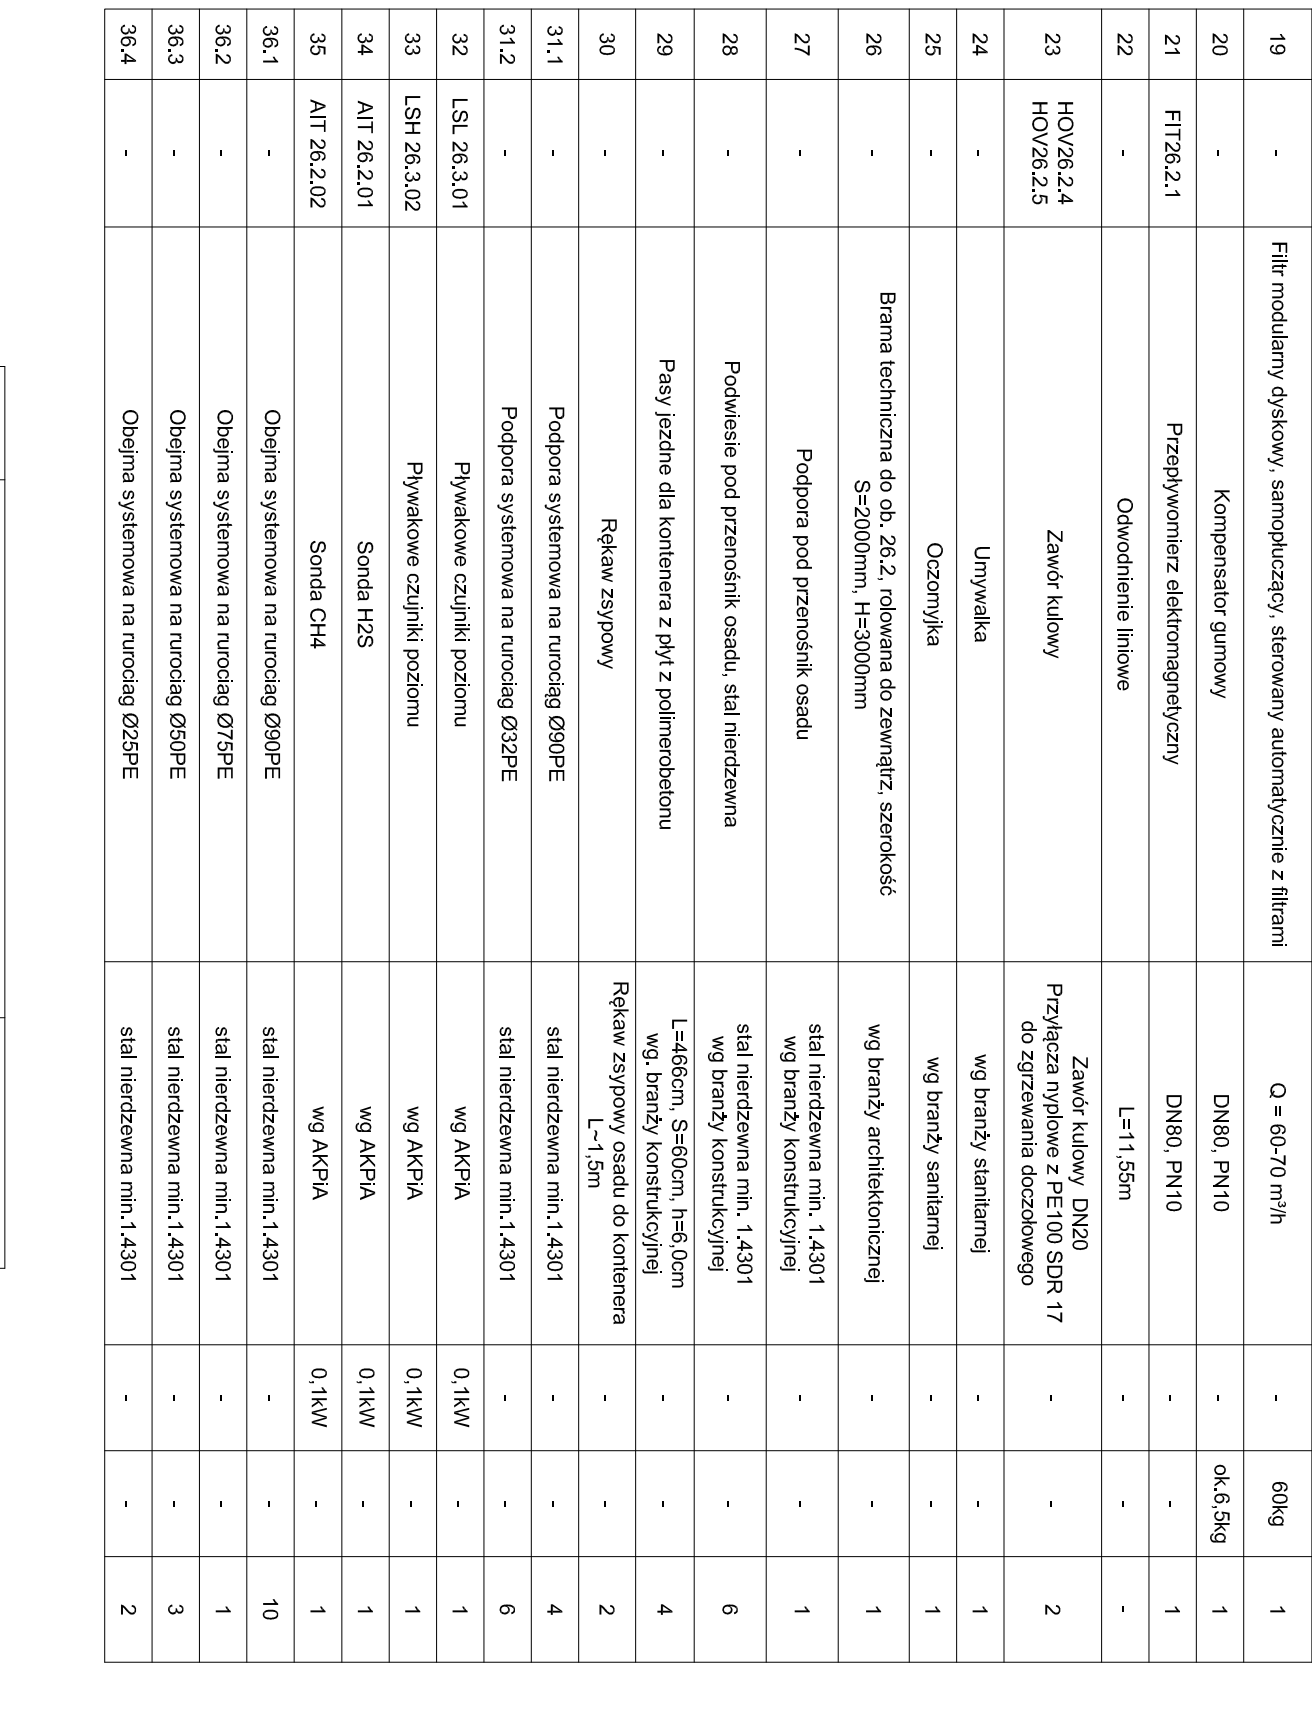 19 - Filtr modularny dyskowy, samopłuczący, sterowany automatycznie z filtrami Q = 60-70 m³/h - 60kg 1
20 - Kompensator gumowy DN80, PN10 - ok.6,5kg 1
21 FIT26.2.1 Przepływomierz elektromagnetyczny DN80, PN10 - - 1
22 - Odwodnienie liniowe L=11,55m - - -
23
HOV26.2.4
HOV26.2.5
Zawór kulowy
Zawór kulowy DN20
Przyłącza nyplowe z PE100 SDR 17
do zgrzewania doczołowego
- - 2
24 - Umywalka wg branży stanitarnej - - 1
25 - Oczomyjka wg branży sanitarnej - - 1
26 -
Brama techniczna do ob. 26.2, rolowana do zewnątrz, szerokość
S=2000mm, H=3000mm
wg branży architektonicznej - - 1
27 - Podpora pod przenośnik osadu
stal nierdzewna min. 1.4301
wg branży konstrukcyjnej
- - 1
28 - Podwiesie pod przenośnik osadu, stal nierdzewna
stal nierdzewna min. 1.4301
wg branży konstrukcyjnej
- - 6
29 - Pasy jezdne dla kontenera z płyt z polimerobetonu
L=466cm, S=60cm, h=6,0cm
wg. branży konstrukcyjnej
- - 4
30 - Rękaw zsypowy
Rękaw zsypowy osadu do kontenera
L~1,5m
- - 2
31.1 - Podpora systemowa na rurociąg Ø90PE stal nierdzewna min.1.4301 - - 4
31.2 - Podpora systemowa na rurociag Ø32PE stal nierdzewna min.1.4301 - - 6
32 LSL 26.3.01 Pływakowe czujniki poziomu wg AKPiA 0,1kW - 1
33 LSH 26.3.02 Pływakowe czujniki poziomu wg AKPiA 0,1kW - 1
34 AIT 26.2.01 Sonda H2S wg AKPiA 0,1kW - 1
35 AIT 26.2.02 Sonda CH4 wg AKPiA 0,1kW - 1
36.1 - Obejma systemowa na rurociag Ø90PE stal nierdzewna min.1.4301 - - 10
36.2 - Obejma systemowa na rurociag Ø75PE stal nierdzewna min.1.4301 - - 1
36.3 - Obejma systemowa na rurociag Ø50PE stal nierdzewna min.1.4301 - - 3
36.4 - Obejma systemowa na rurociag Ø25PE stal nierdzewna min.1.4301 - - 2